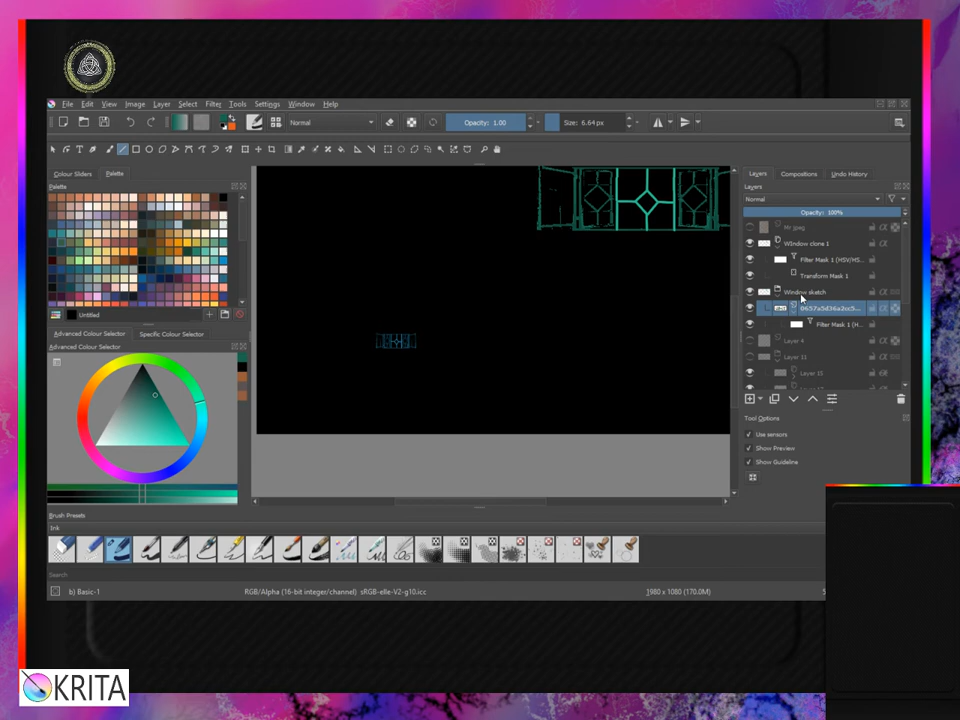 File Edit View Image Layer Select Filter Tools Settings Window Help
Normal Opacity: 1.00 Size: 6.64 px
Colour Sliders Palette
Palette
Untitled
Advanced Colour Selector Specific Colour Selector
Advanced Colour Selector
Layers Compositions Undo History
Layers
Normal
Opacity: 100%
Window clone 1
Filter Mask 1 (HSV/HS...
Transform Mask 1
Window sketch
Filter Mask 1 (H...
Layer 4
Layer 11
Layer 15
Tool Options
Use sensors
Show Preview
Show Guideline
Brush Presets
Ink
Search
b) Basic-1 RGB/Alpha (16-bit integer/channel) sRGB-elle-V2-g10.icc 1980 x 1080 (170.0M) 5
KRITA